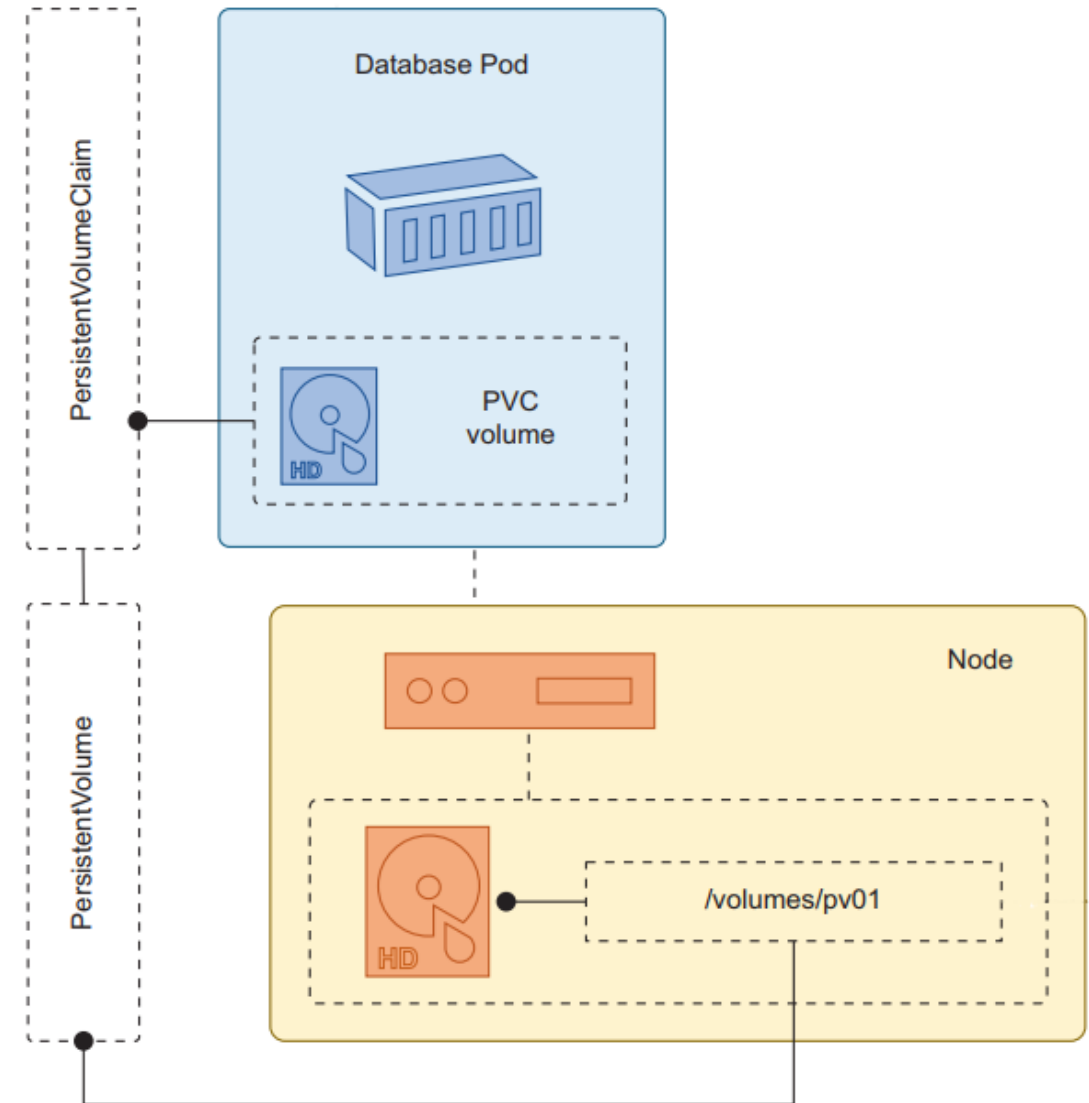 Database Pod
PersistentVolumeClaim
HD
PVC
volume
Node
PersistentVolume
HD
/volumes/pv01